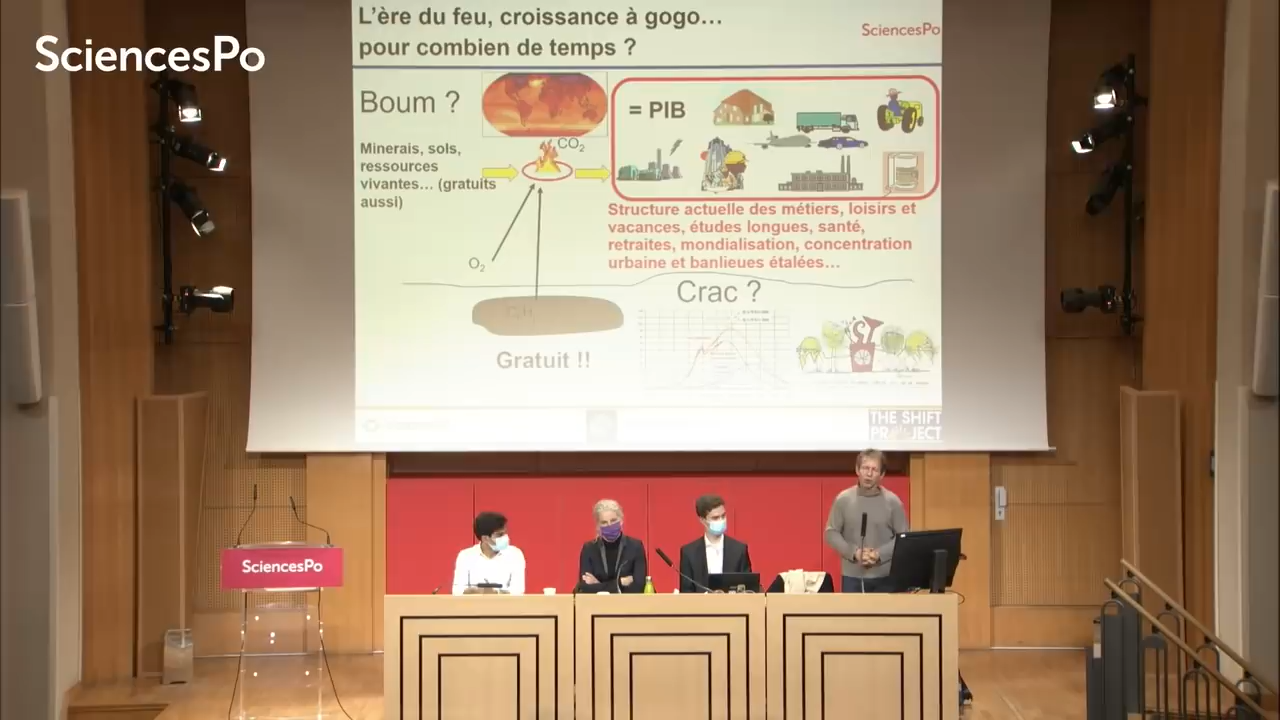 SciencesPo
L'ère du feu, croissance à gogo…
pour combien de temps ?
SciencesPo
Boum ?
= PIB
CO2
Minerais, sols,
ressources
vivantes… (gratuits
aussi)
Structure actuelle des métiers, loisirs et
vacances, études longues, santé,
retraites, mondialisation, concentration
urbaine et banlieues étalées…
O2
Crac ?
Gratuit !!
THE SHIFT
PROJECT
SciencesPo